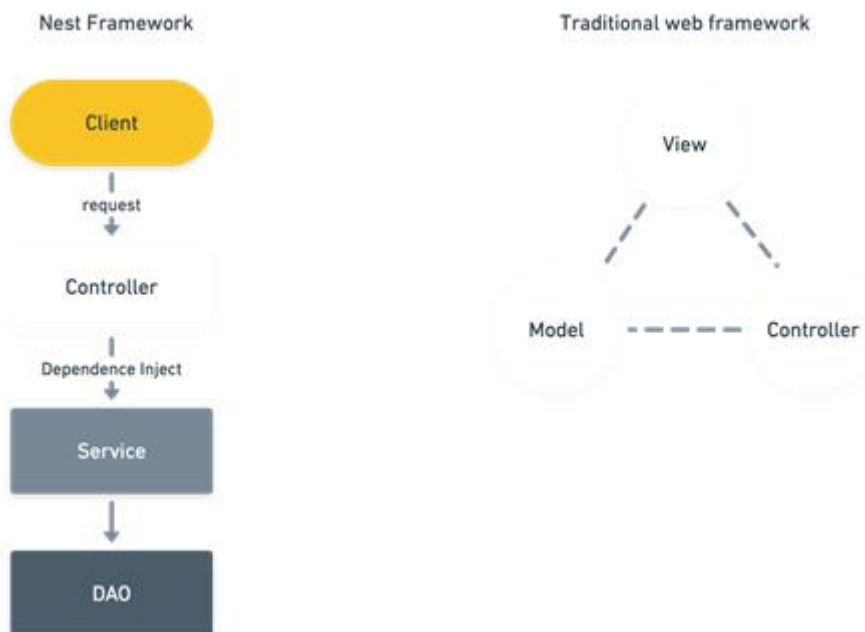 Nest Framework
Traditional web framework
Client
View
request
Controller
Model
Controller
Dependence Inject
Service
DAO